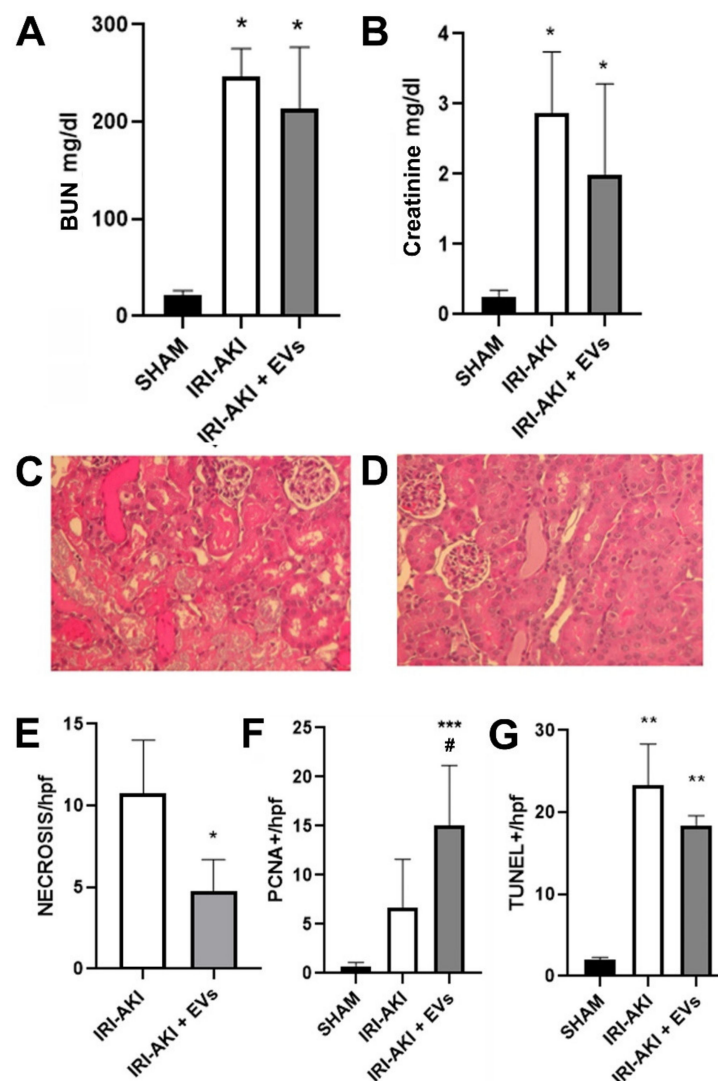 A
BUN mg/dl
300
200
100
0
*
*
SHAM
IRI-AKI
IRI-AKI + EVs
B
Creatinine mg/dl
4
3
2
1
0
*
*
SHAM
IRI-AKI
IRI-AKI + EVs
C
D
E
NECROSIS/hpf
15
10
5
0
*
IRI-AKI
IRI-AKI + EVs
F
PCNA+/hpf
25
20
15
10
5
0
***
#
SHAM
IRI-AKI
IRI-AKI + EVs
G
TUNEL+/hpf
30
20
10
0
**
**
SHAM
IRI-AKI
IRI-AKI + EVs